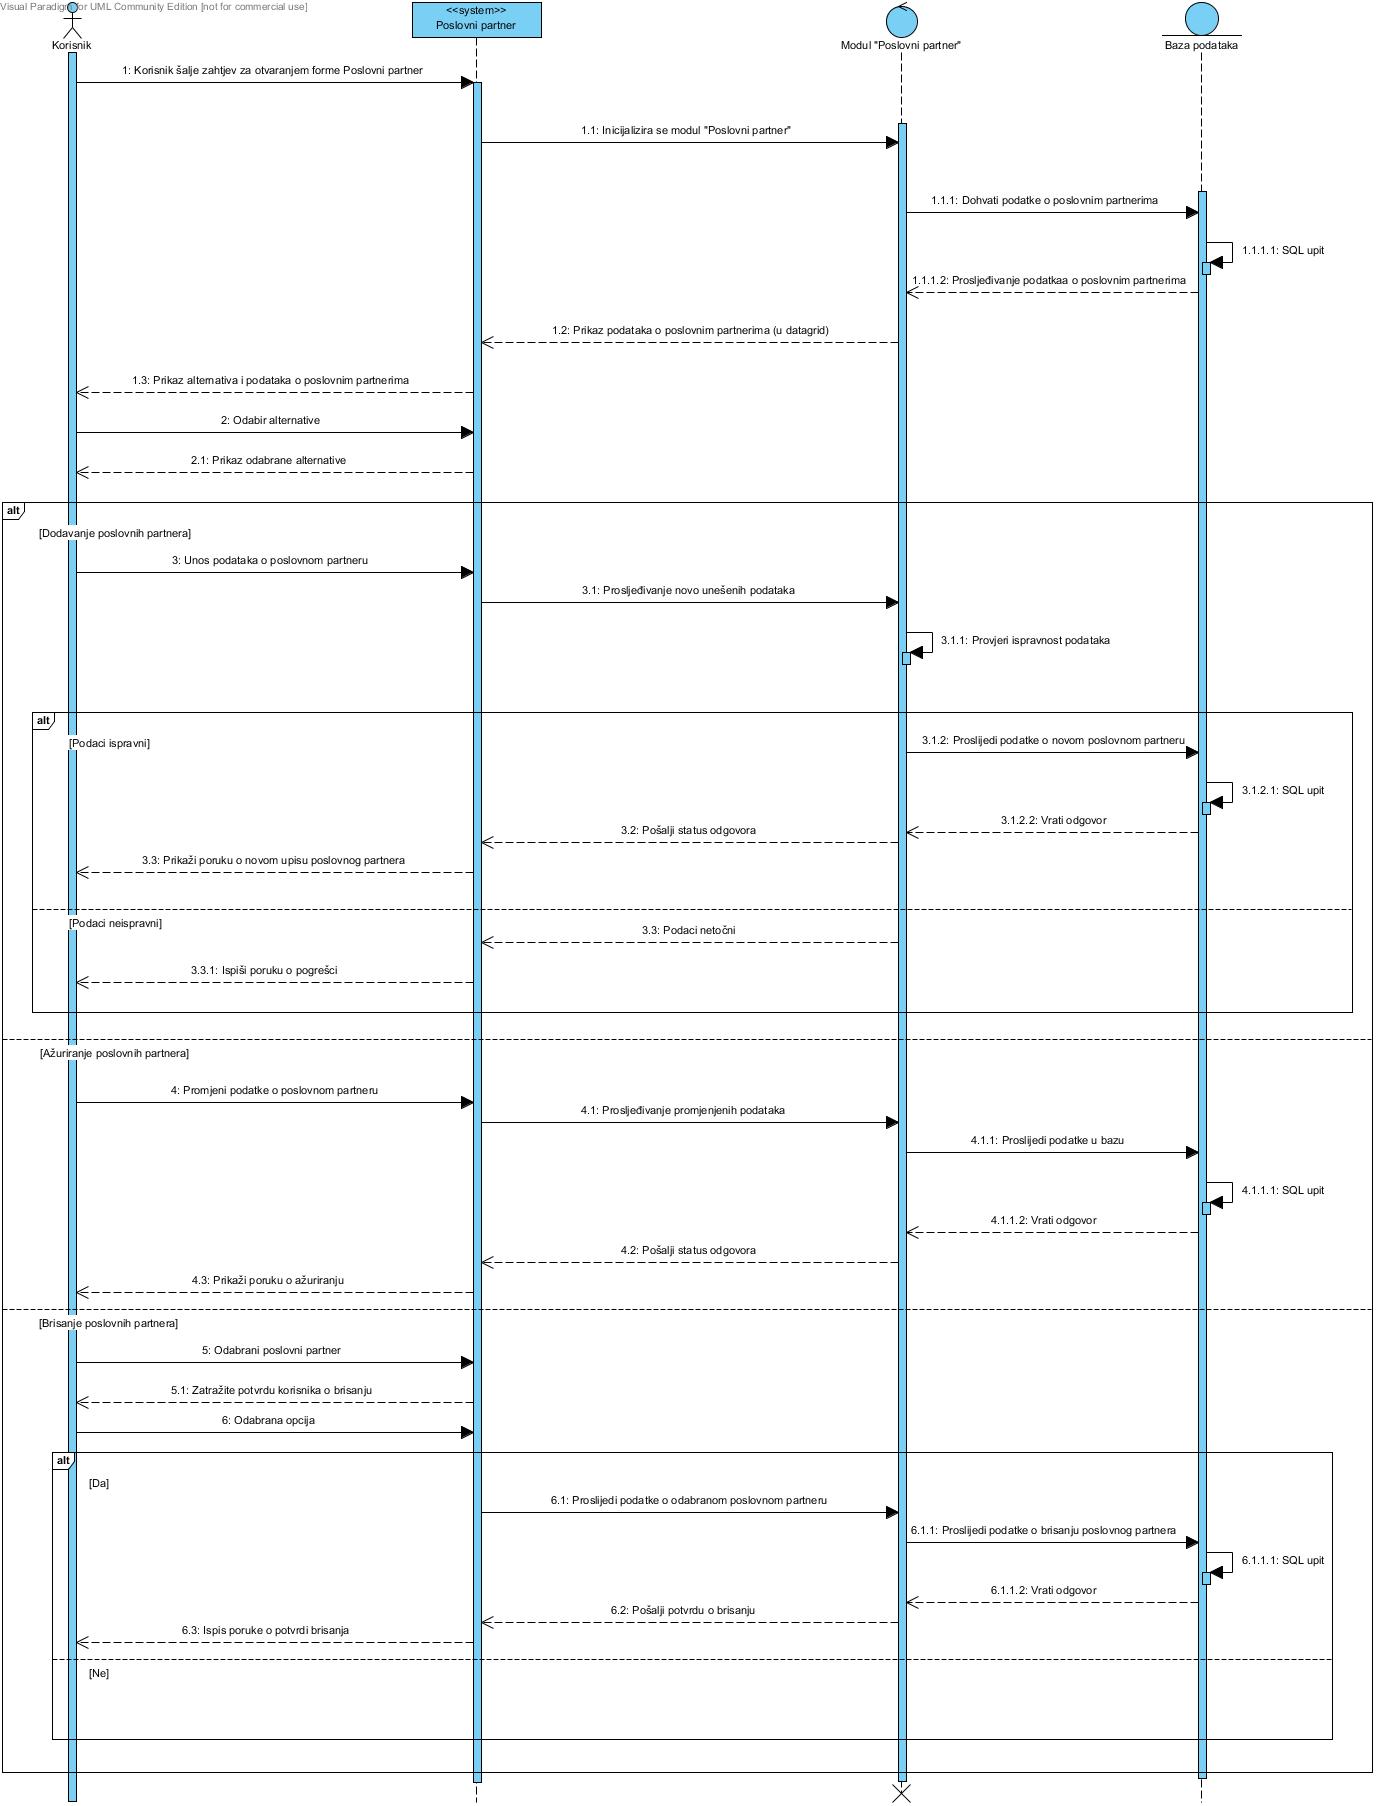 Visual Paradigm for UML Community Edition [not for commercial use]
<<system>>
Poslovni partner
Korisnik
Modul "Poslovni partner"
Baza podataka
1: Korisnik šalje zahtjev za otvaranjem forme Poslovni partner
1.1: Inicijalizira se modul "Poslovni partner"
1.1.1: Dohvati podatke o poslovnim partnerima
1.1.1.1: SQL upit
1.1.1.2: Prosljeđivanje podatkaa o poslovnim partnerima
1.2: Prikaz podataka o poslovnim partnerima (u datagrid)
1.3: Prikaz alternativa i podataka o poslovnim partnerima
2: Odabir alternative
2.1: Prikaz odabrane alternative
alt
[Dodavanje poslovnih partnera]
3: Unos podataka o poslovnom partneru
3.1: Prosljeđivanje novo unešenih podataka
3.1.1: Provjeri ispravnost podataka
alt
[Podaci ispravni]
3.1.2: Proslijedi podatke o novom poslovnom partneru
3.1.2.1: SQL upit
3.1.2.2: Vrati odgovor
3.2: Pošalji status odgovora
3.3: Prikaži poruku o novom upisu poslovnog partnera
[Podaci neispravni]
3.3: Podaci netočni
3.3.1: Ispiši poruku o pogrešci
[Ažuriranje poslovnih partnera]
4: Promjeni podatke o poslovnom partneru
4.1: Prosljeđivanje promjenjenih podataka
4.1.1: Proslijedi podatke u bazu
4.1.1.1: SQL upit
4.1.1.2: Vrati odgovor
4.2: Pošalji status odgovora
4.3: Prikaži poruku o ažuriranju
[Brisanje poslovnih partnera]
5: Odabrani poslovni partner
5.1: Zatražite potvrdu korisnika o brisanju
6: Odabrana opcija
alt
[Da]
6.1: Proslijedi podatke o odabranom poslovnom partneru
6.1.1: Proslijedi podatke o brisanju poslovnog partnera
6.1.1.1: SQL upit
6.1.1.2: Vrati odgovor
6.2: Pošalji potvrdu o brisanju
6.3: Ispis poruke o potvrdi brisanja
[Ne]